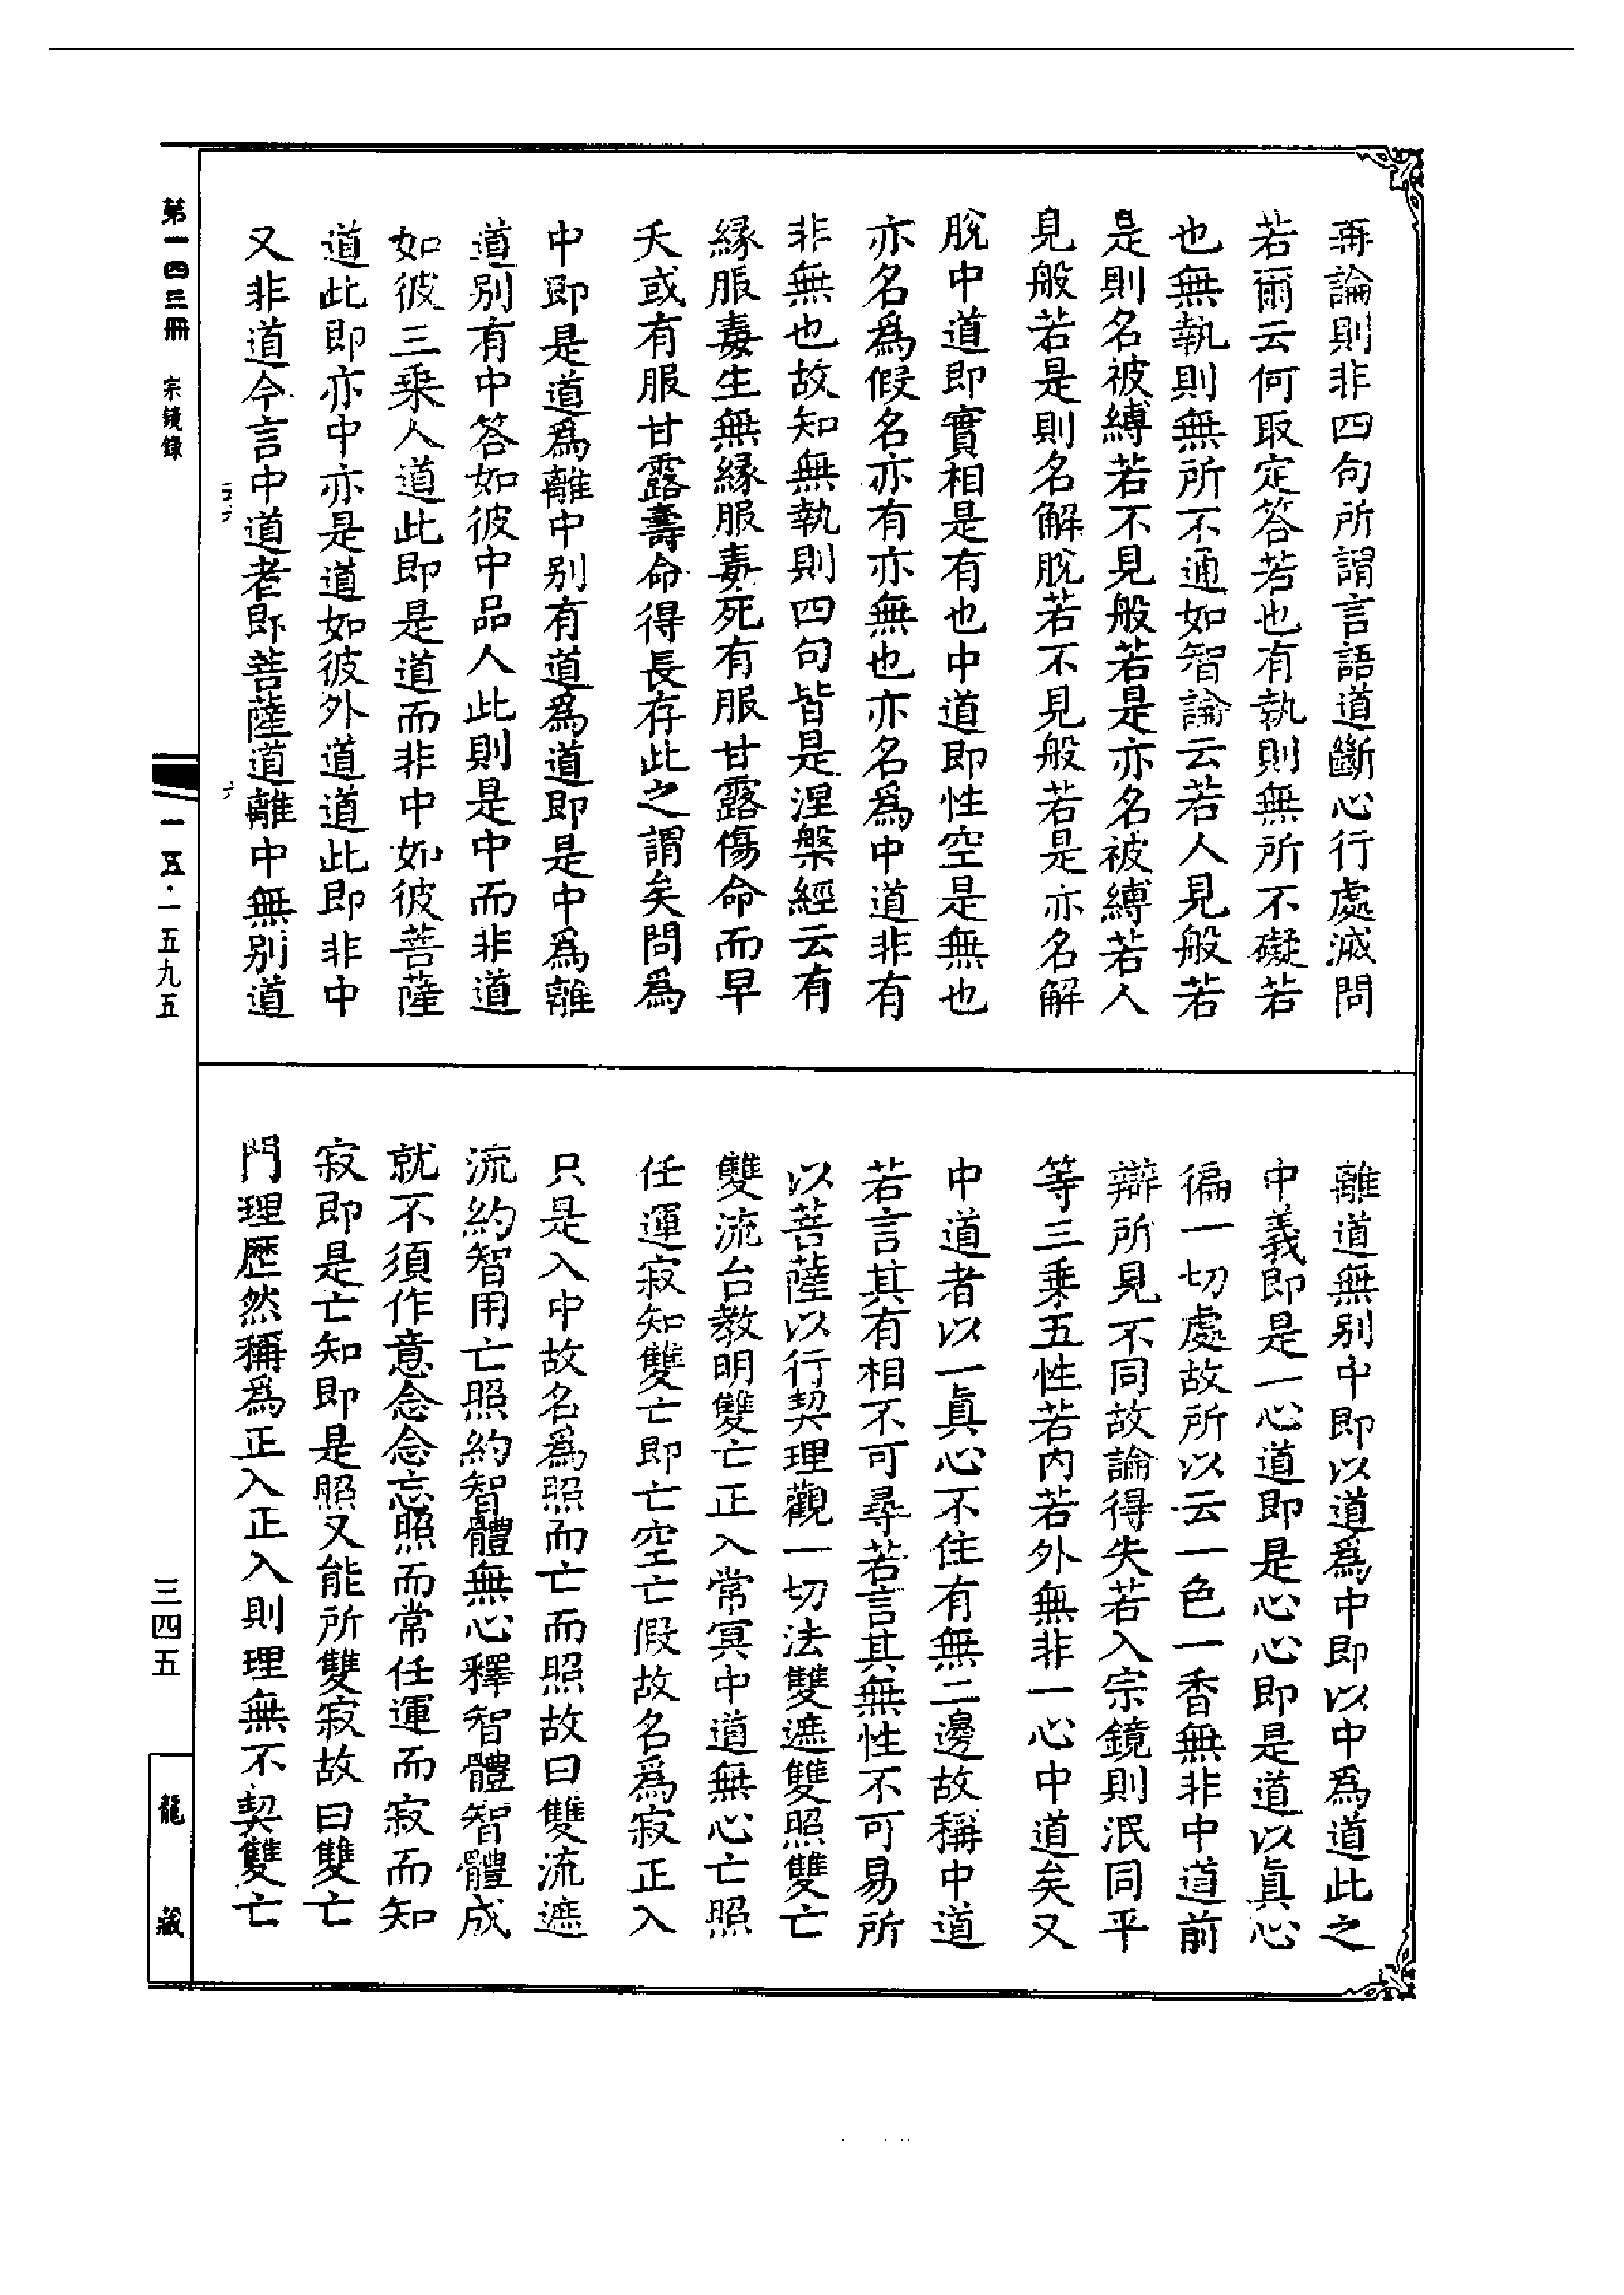 再論則非四句所謂言語道斷心行處滅問
若爾云何取定答若也有執則無所不礙若
也無執則無所不通如智論云若人見般若
是則名被縛若不見般若是亦名被縛若人
見般若是則名解脫若不見般若是亦名解
脫中道即實相是有也中道即性空是無也
亦名爲假名亦有亦無也亦名爲中道非有
非無也故知無執則四句皆是涅槃經云有
緣服毒生無緣服毒死有服甘露傷命而早
夭或有服甘露壽命得長存此之謂矣問爲
中即是道爲離中别有道爲道即是中爲離
道别有中答如彼中品人此則是中而非道
如彼三乘人道此即是道而非中如彼菩薩
道此即亦中亦是道如彼外道道此即非中
又非道今言中道者即菩薩道離中無別道
離道無別中即以道爲中即以中爲道此之
中義即是一心道即是心心即是道以真心
徧一切處故所以云一色一香無非中道前
辯所見不同故論得失若入宗鏡則泯同平
等三乘五性若内若外無非一心中道矣又
中道者以一真心不住有無二邊故稱中道
若言其有相不可尋若言其無性不可易所
以菩薩以行契理觀一切法雙遮雙照雙亡
雙流台教明雙亡正入常冥中道無心亡照
任運寂知雙亡即亡空亡假故名爲寂正入
只是入中故名爲照而亡而照故曰雙流遮
流約智用亡照約智體無心釋智體智體成
就不須作意念念忘照而常任運而寂而知
寂即是亡知即是照又能所雙寂故曰雙亡
門理歷然稱爲正入正入則理無不契雙亡
第一四三冊 宗鏡錄
一五·一五九五
三四五
龍藏